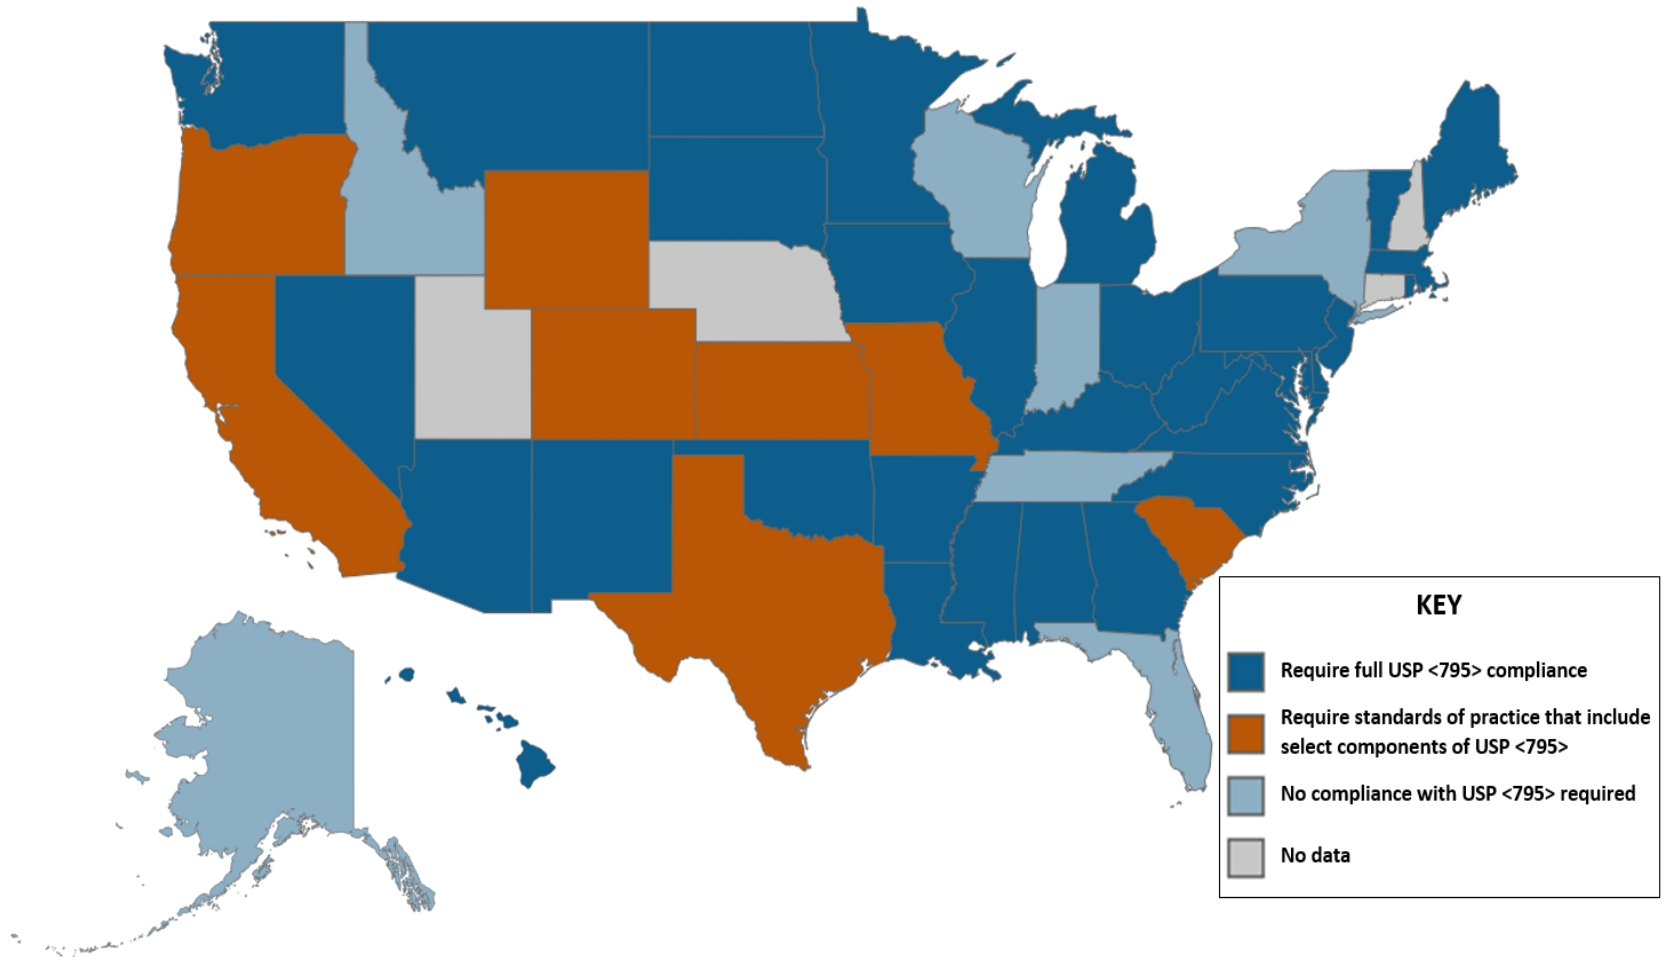 KEY
Require full USP <795> compliance
Require standards of practice that include
select components of USP <795>
No compliance with USP <795> required
No data